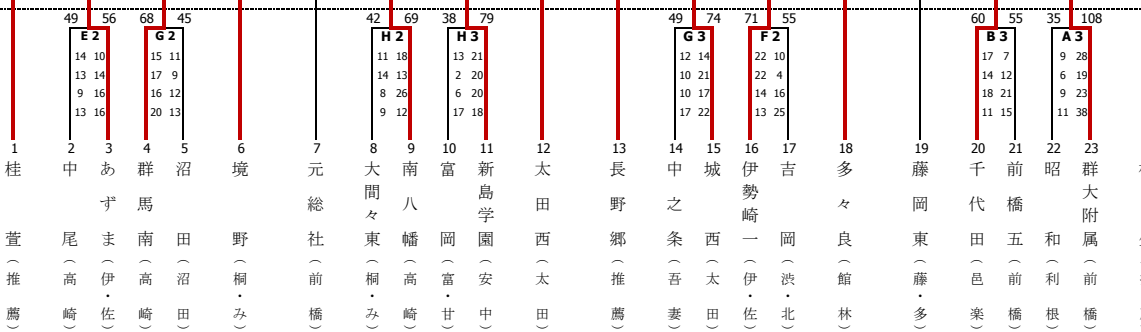 49 56 68 45 42 69 38 79 49 74 71 55 60 55 35 108
E 2 G 2 H 2 H 3 G 3 F 2 B 3 A 3
14 10 15 11 11 18 13 21 12 14 22 10 17 7 9 28
13 14 17 9 14 13 2 20 10 21 22 4 14 12 6 19
9 16 16 12 8 26 6 20 10 17 14 16 18 21 9 23
13 16 20 13 9 12 17 18 17 22 13 25 11 15 11 38
1 2 3 4 5 6 7 8 9 10 11 12 13 14 15 16 17 18 19 20 21 22 23
桂萱（推薦）
中尾（高崎）
あずま（伊・佐）
群馬南（高崎）
沼田（沼田）
境野（桐・み）
元総社（前橋）
大間々東（桐・み）
南八幡（高崎）
富岡（富・甘）
新島学園（安中）
太田西（太田）
長野郷（推薦）
中之条（吾妻）
城西（太田）
伊勢崎一（伊・佐）
吉岡（渋・北）
多々良（館林）
藤岡東（藤・多）
千代田（邑楽）
前橋五（前橋）
昭和（利根）
群大附属（前橋）